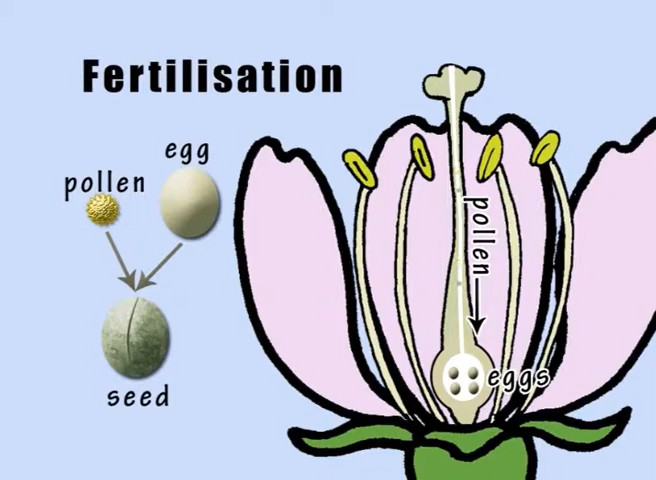 Fertilisation
egg
pollen
seed
pollen
eggs